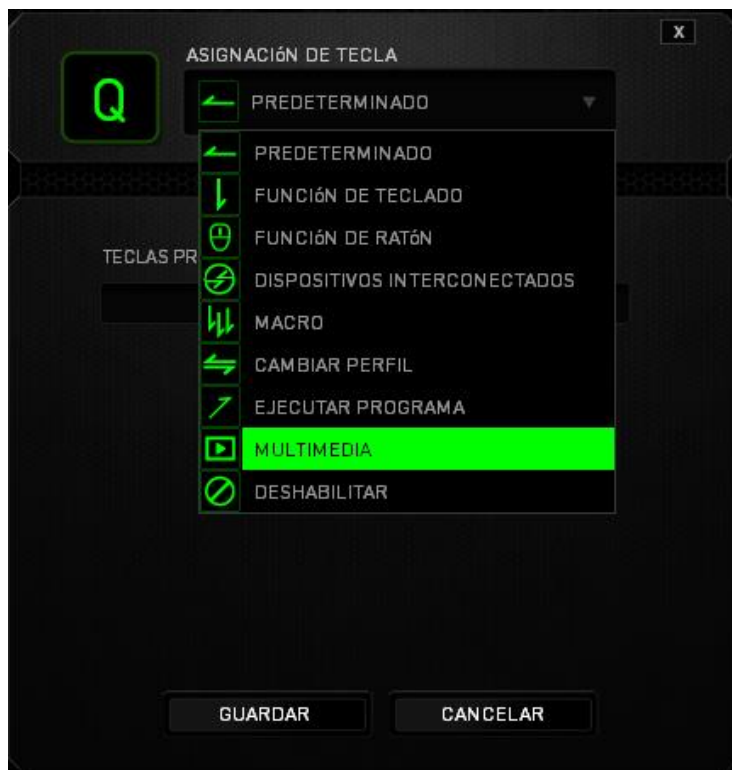 X
ASIGNACIóN DE TECLA
Q
PREDETERMINADO
PREDETERMINADO
FUNCIóN DE TECLADO
FUNCIóN DE RATóN
TECLAS PR
DISPOSITIVOS INTERCONECTADOS
MACRO
CAMBIAR PERFIL
EJECUTAR PROGRAMA
MULTIMEDIA
DESHABILITAR
GUARDAR
CANCELAR